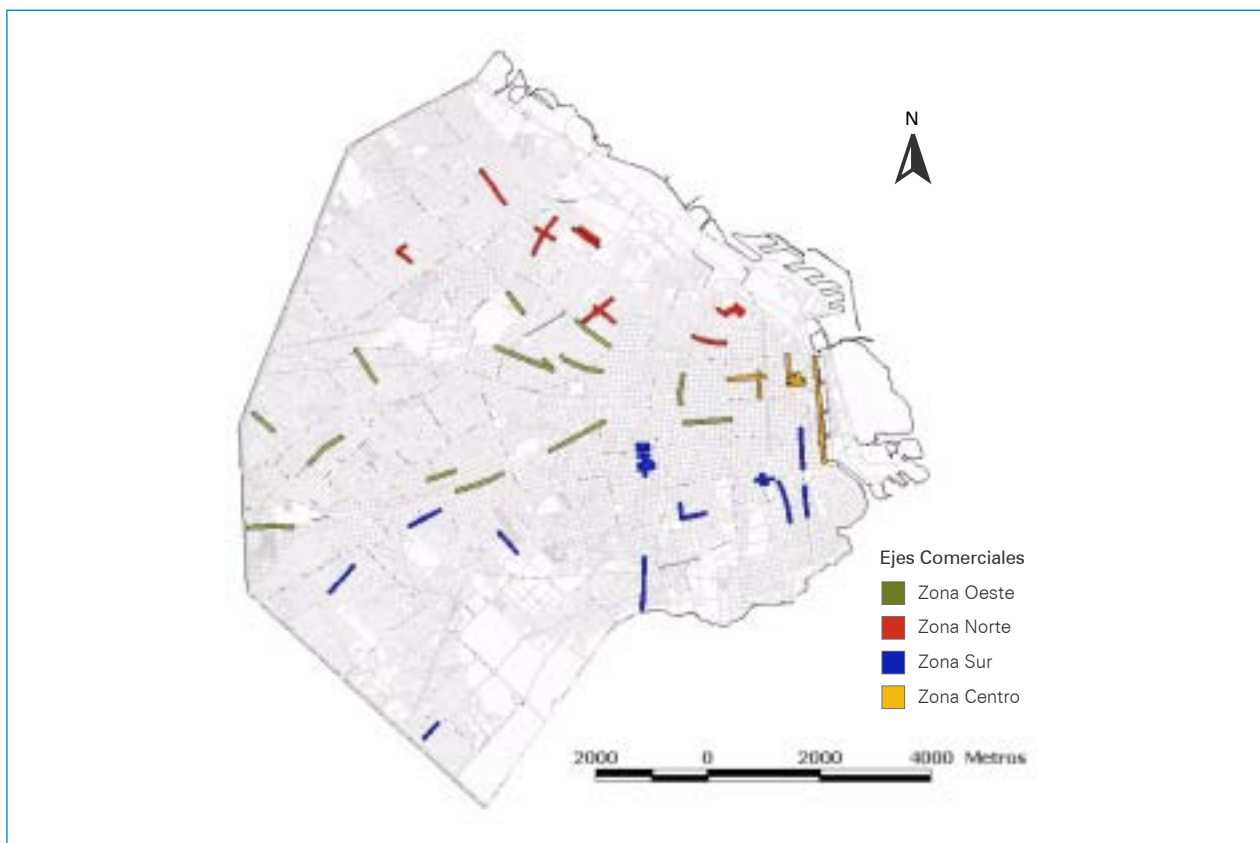 N
Ejes Comerciales
Zona Oeste
Zona Norte
Zona Sur
Zona Centro
2000 0 2000 4000 Metros